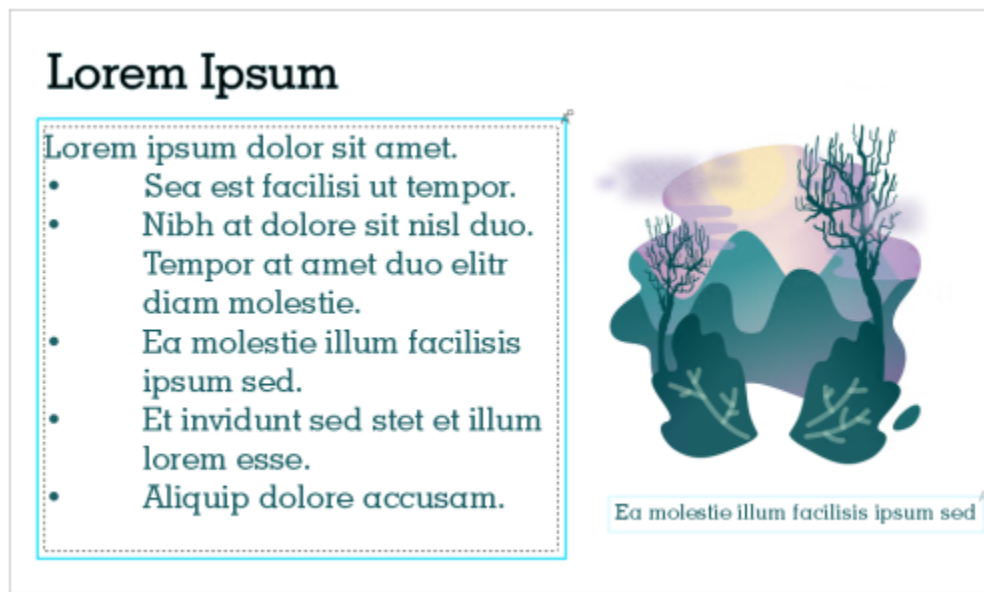 Lorem Ipsum
Lorem ipsum dolor sit amet.
• Sea est facilisi ut tempor.
• Nibh at dolore sit nisl duo.
Tempor at amet duo elitr
diam molestie.
• Ea molestie illum facilisis
ipsum sed.
• Et invidunt sed stet et illum
lorem esse.
• Aliquip dolore accusam.
Ea molestie illum facilisis ipsum sed